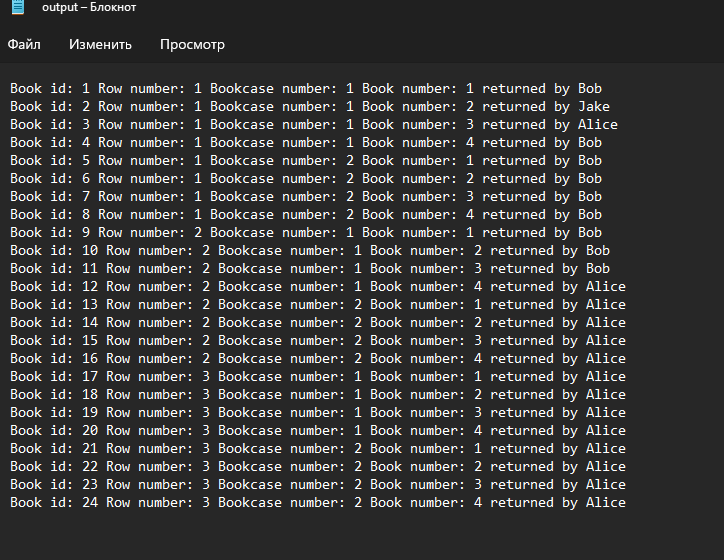 output – Блокнот
Файл Изменить Просмотр
Book id: 1 Row number: 1 Bookcase number: 1 Book number: 1 returned by Bob
Book id: 2 Row number: 1 Bookcase number: 1 Book number: 2 returned by Jake
Book id: 3 Row number: 1 Bookcase number: 1 Book number: 3 returned by Alice
Book id: 4 Row number: 1 Bookcase number: 1 Book number: 4 returned by Bob
Book id: 5 Row number: 1 Bookcase number: 2 Book number: 1 returned by Bob
Book id: 6 Row number: 1 Bookcase number: 2 Book number: 2 returned by Bob
Book id: 7 Row number: 1 Bookcase number: 2 Book number: 3 returned by Bob
Book id: 8 Row number: 1 Bookcase number: 2 Book number: 4 returned by Bob
Book id: 9 Row number: 2 Bookcase number: 1 Book number: 1 returned by Bob
Book id: 10 Row number: 2 Bookcase number: 1 Book number: 2 returned by Bob
Book id: 11 Row number: 2 Bookcase number: 1 Book number: 3 returned by Bob
Book id: 12 Row number: 2 Bookcase number: 1 Book number: 4 returned by Alice
Book id: 13 Row number: 2 Bookcase number: 2 Book number: 1 returned by Alice
Book id: 14 Row number: 2 Bookcase number: 2 Book number: 2 returned by Alice
Book id: 15 Row number: 2 Bookcase number: 2 Book number: 3 returned by Alice
Book id: 16 Row number: 2 Bookcase number: 2 Book number: 4 returned by Alice
Book id: 17 Row number: 3 Bookcase number: 1 Book number: 1 returned by Alice
Book id: 18 Row number: 3 Bookcase number: 1 Book number: 2 returned by Alice
Book id: 19 Row number: 3 Bookcase number: 1 Book number: 3 returned by Alice
Book id: 20 Row number: 3 Bookcase number: 1 Book number: 4 returned by Alice
Book id: 21 Row number: 3 Bookcase number: 2 Book number: 1 returned by Alice
Book id: 22 Row number: 3 Bookcase number: 2 Book number: 2 returned by Alice
Book id: 23 Row number: 3 Bookcase number: 2 Book number: 3 returned by Alice
Book id: 24 Row number: 3 Bookcase number: 2 Book number: 4 returned by Alice